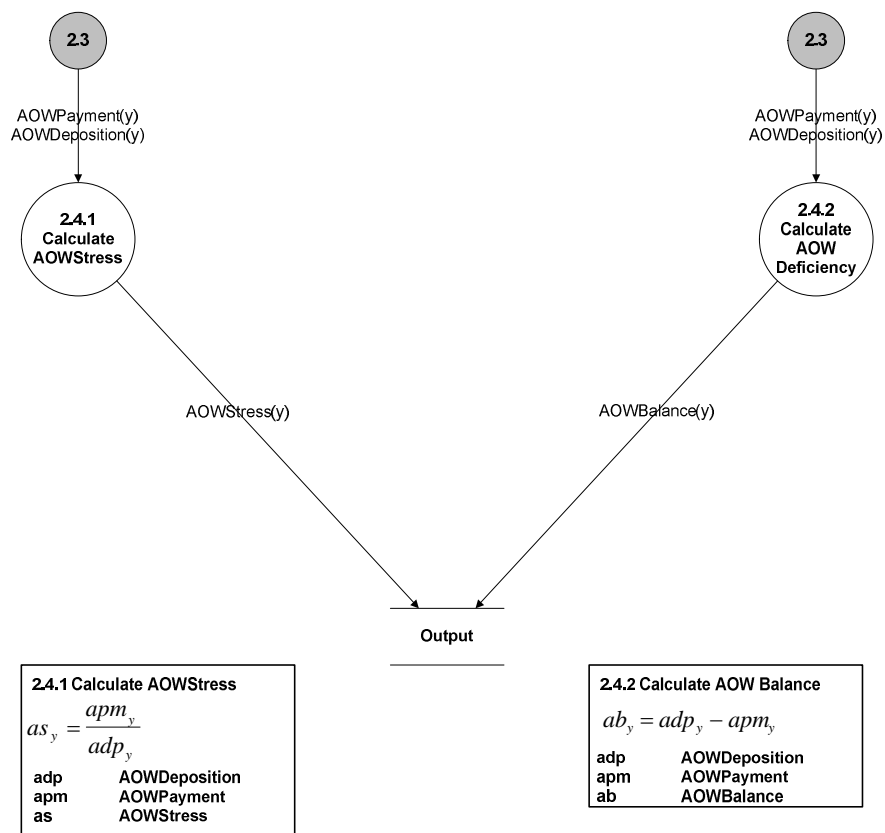 2.3
2.3
AOWPayment(y)
AOWDeposition(y)
AOWPayment(y)
AOWDeposition(y)
2.4.1
Calculate
AOWStress
2.4.2
Calculate
AOW
Deficiency
AOWStress(y)
AOWBalance(y)
Output
2.4.1 Calculate AOWStress
as_y = apm_y / adp_y
adp AOWDeposition
apm AOWPayment
as AOWStress
2.4.2 Calculate AOW Balance
ab_y = adp_y − apm_y
adp AOWDeposition
apm AOWPayment
ab AOWBalance